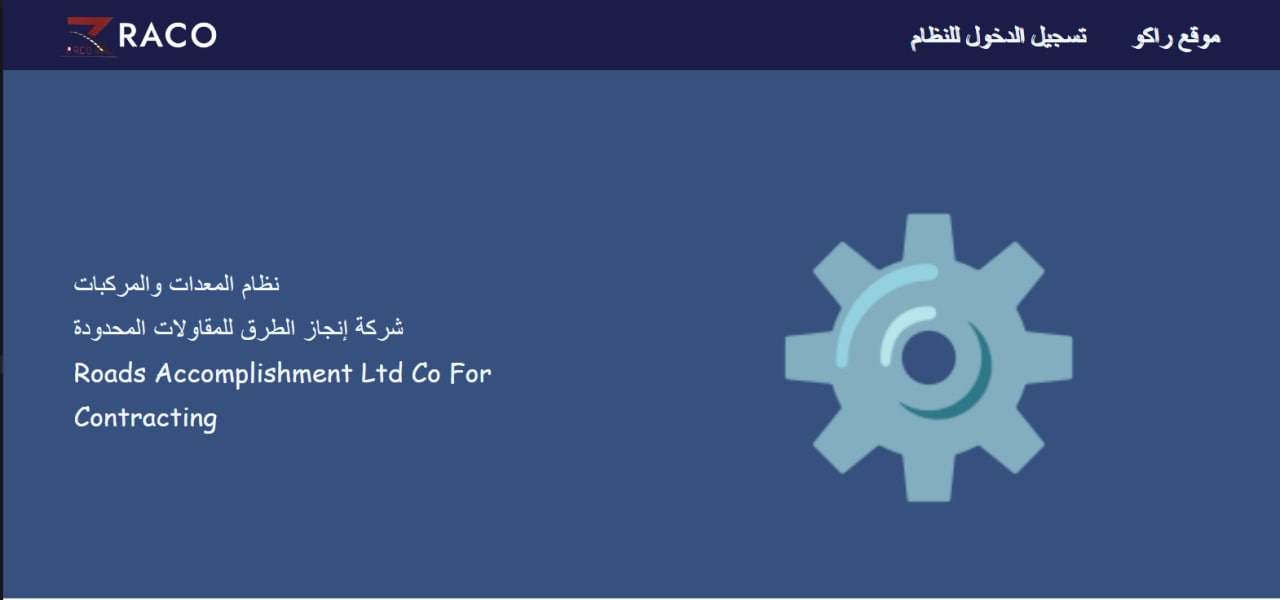 RACO
RACO
موقع راكو
تسجيل الدخول للنظام
نظام المعدات والمركبات
شركة إنجاز الطرق للمقاولات المحدودة
Roads Accomplishment Ltd Co For
Contracting